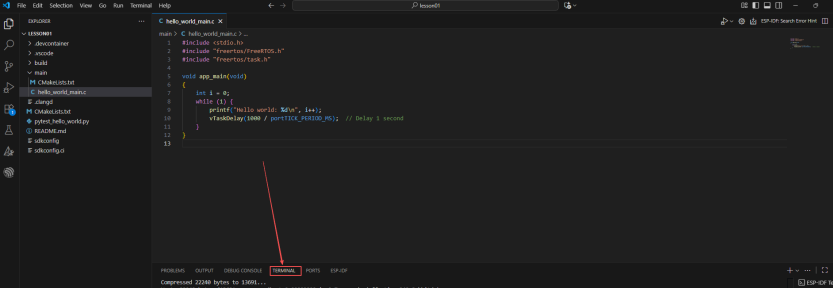 File Edit Selection View Go Run Terminal Help
lesson01
EXPLORER
hello_world_main.c
ESP-IDF: Search Error Hint
LESSON01
.devcontainer
.vscode
build
main
CMakeLists.txt
hello_world_main.c
.clangd
CMakeLists.txt
pytest_hello_world.py
README.md
sdkconfig
sdkconfig.ci
main > C hello_world_main.c > ...
1 #include <stdio.h>
2 #include "freertos/FreeRTOS.h"
3 #include "freertos/task.h"
4
5 void app_main(void)
6 {
7 int i = 0;
8 while (1) {
9 printf("Hello world: %d\n", i++);
10 vTaskDelay(1000 / portTICK_PERIOD_MS); // Delay 1 second
11 }
12 }
13
PROBLEMS OUTPUT DEBUG CONSOLE TERMINAL PORTS ESP-IDF
Compressed 22240 bytes to 13691...
ESP-IDF